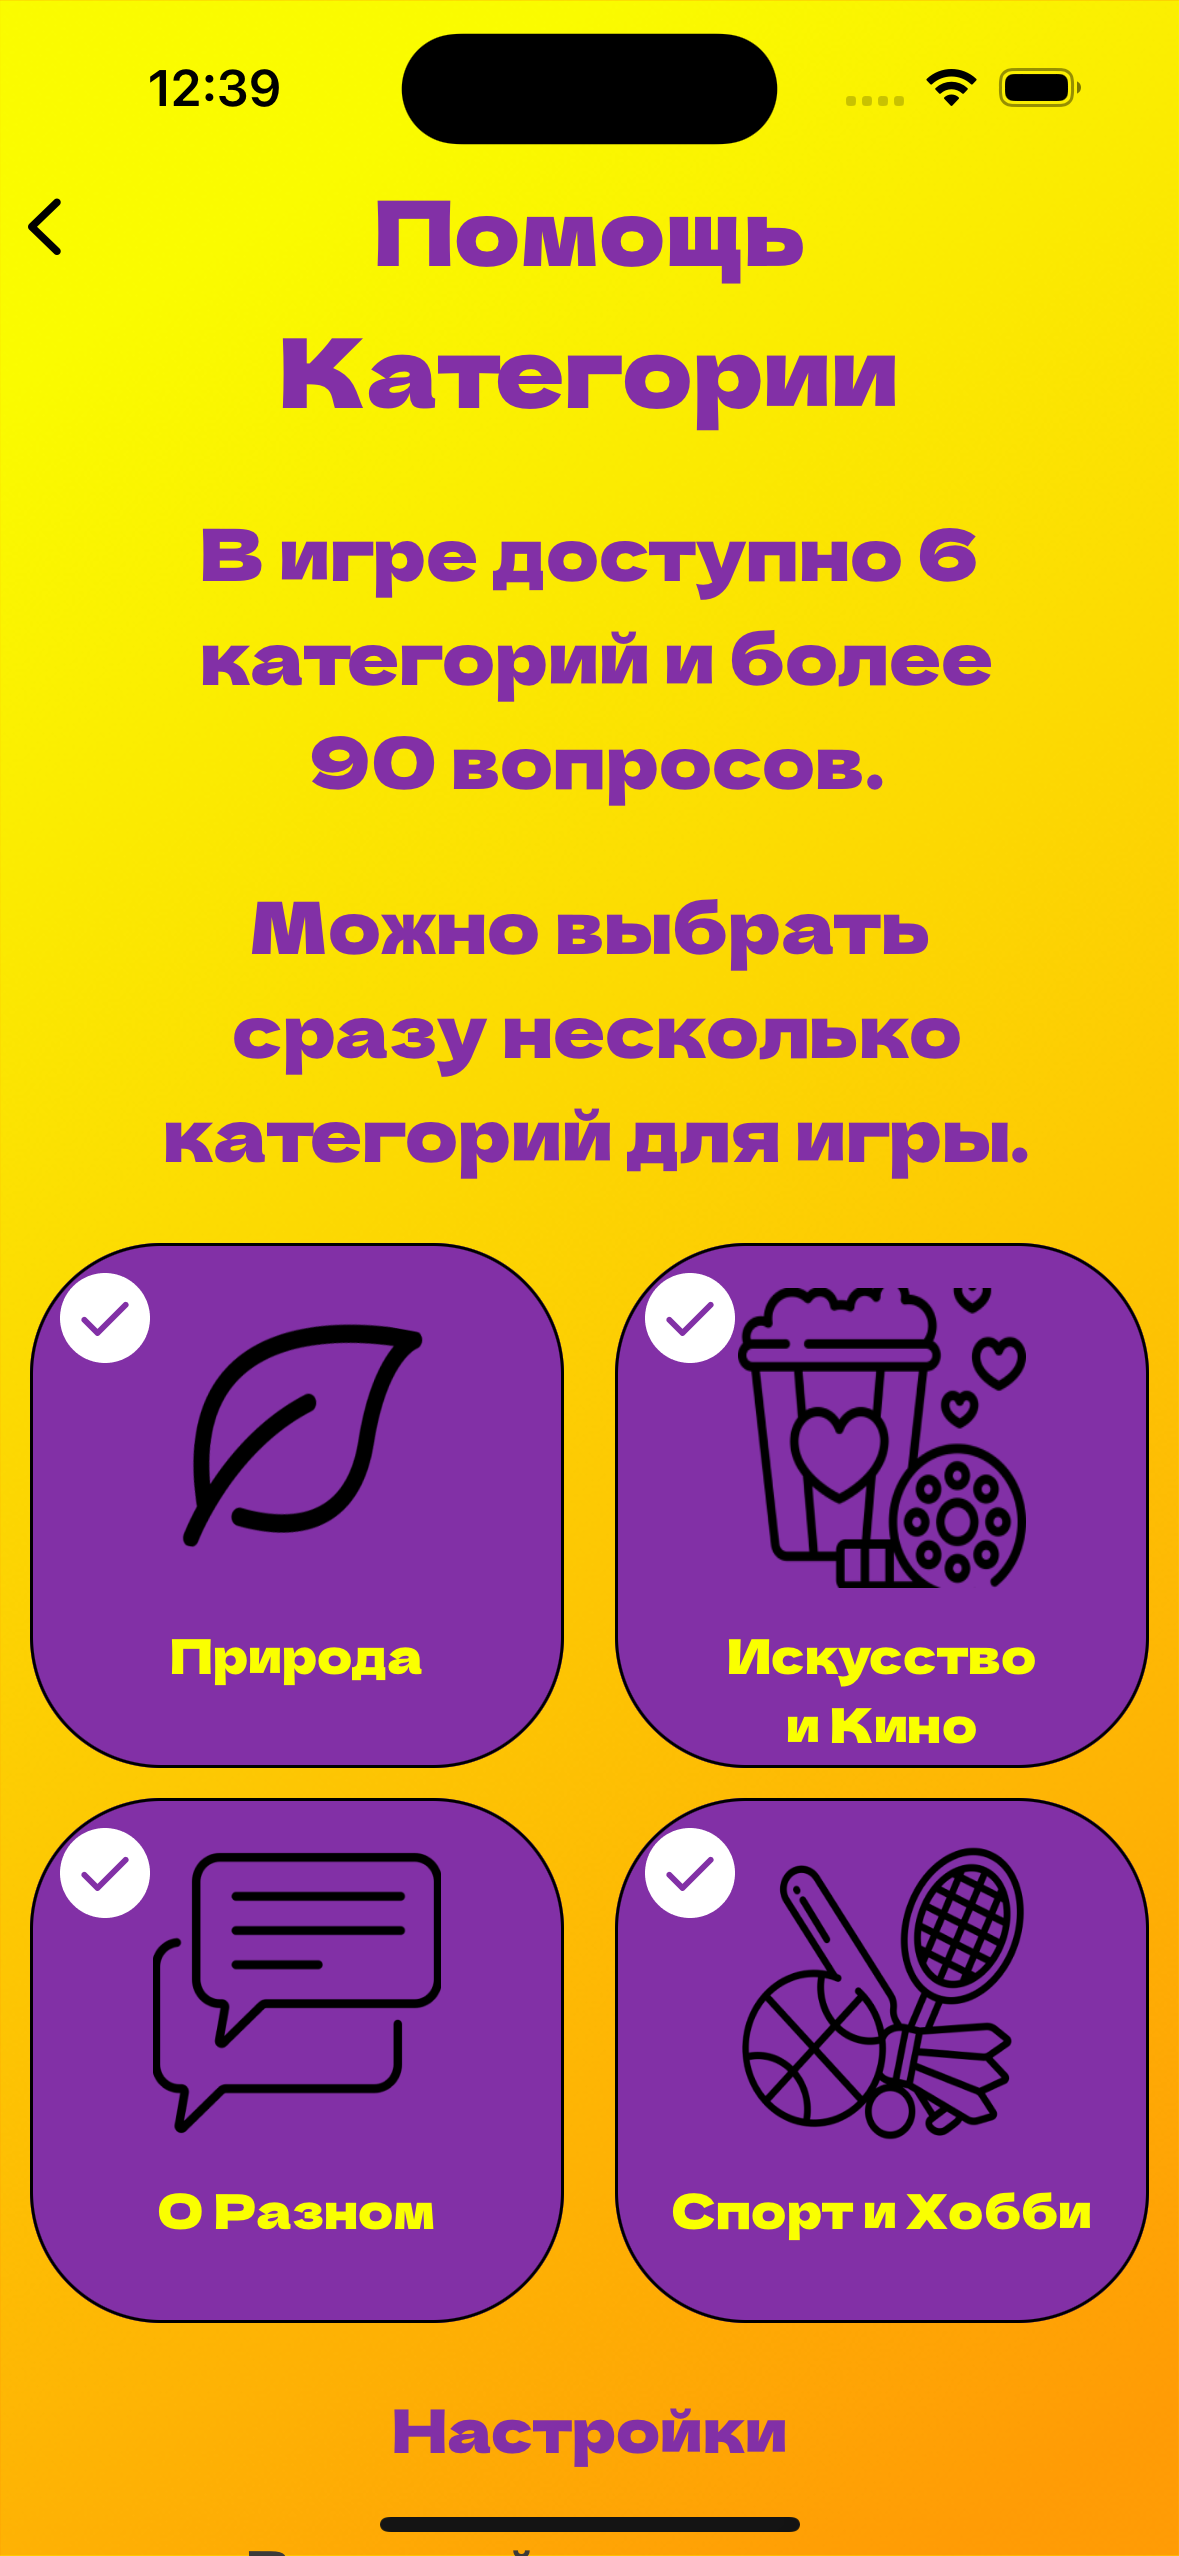 12:39
Помощь
Категории
В игре доступно 6
категорий и более
90 вопросов.
Можно выбрать
сразу несколько
категорий для игры.
Природа
Искусство
и Кино
О Разном
Спорт и Хобби
Настройки